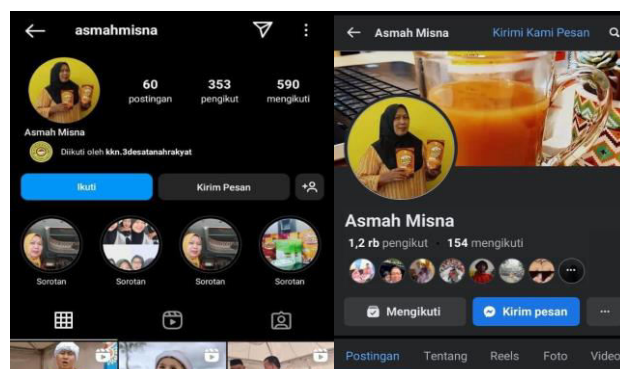 asmahmisna
60 353 590
postingan pengikut mengikuti
Asmah Misna
Diikuti oleh kkn.3desatanahrakyat
Ikuti Kirim Pesan
Sorotan Sorotan Sorotan Sorotan
Asmah Misna Kirimi Kami Pesan
Asmah Misna
1,2 rb pengikut · 154 mengikuti
Mengikuti Kirim pesan
Postingan Tentang Reels Foto Video